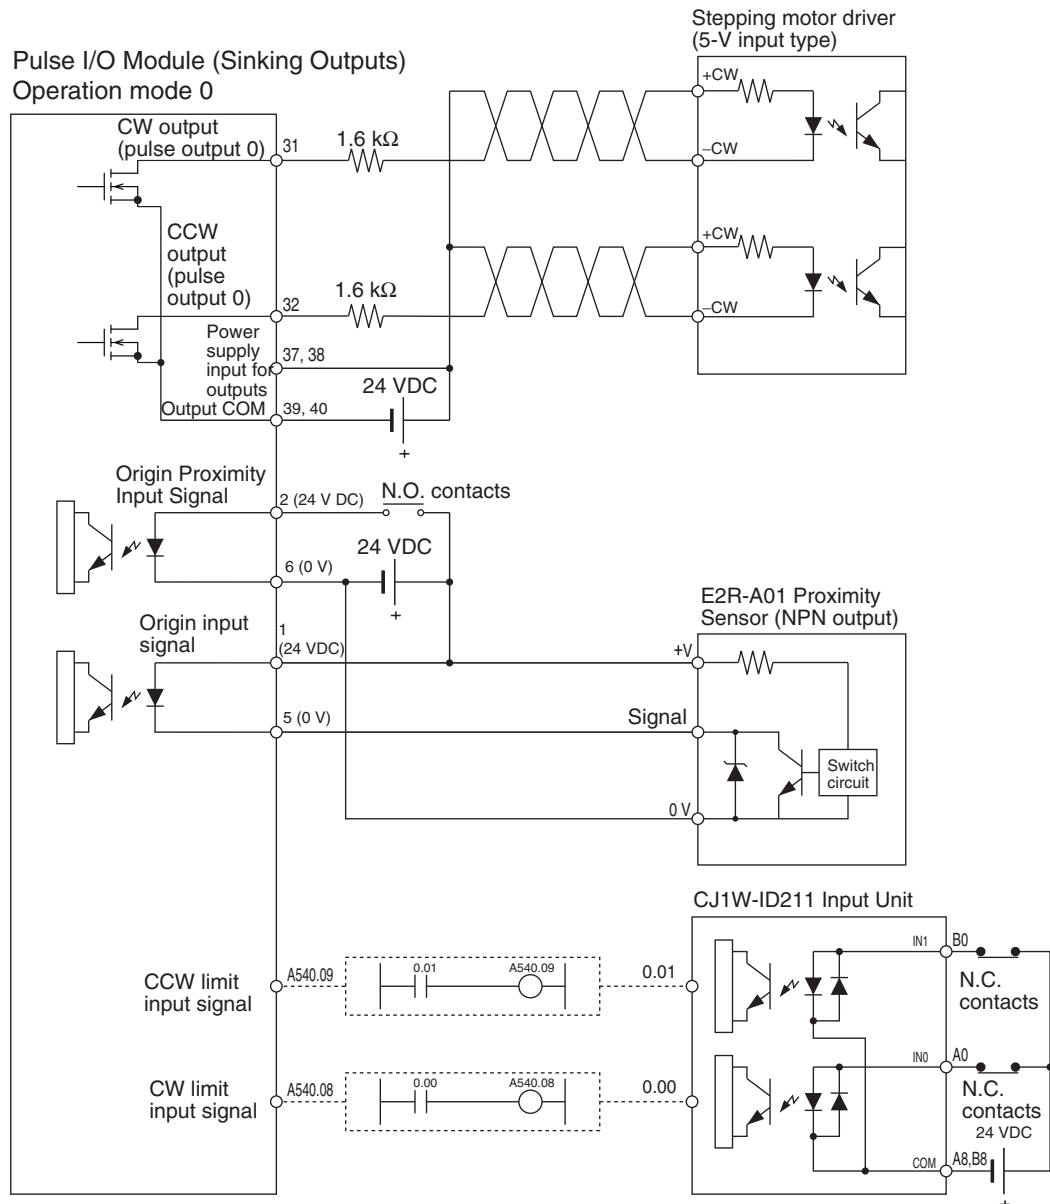 Stepping motor driver
(5-V input type)
Pulse I/O Module (Sinking Outputs)
Operation mode 0
CW output
(pulse output 0)
31
1.6 kΩ
+CW
−CW
CCW
output
(pulse
output 0)
32
1.6 kΩ
+CW
−CW
Power
supply
input for
outputs
37, 38
24 VDC
Output COM
39, 40
+
Origin Proximity
Input Signal
2 (24 V DC)
N.O. contacts
24 VDC
6 (0 V)
+
Origin input
signal
1
(24 VDC)
5 (0 V)
E2R-A01 Proximity
Sensor (NPN output)
+V
Signal
Switch
circuit
0 V
CJ1W-ID211 Input Unit
CCW limit
input signal
A540.09
0.01
A540.09
0.01
IN1
B0
N.C.
contacts
CW limit
input signal
A540.08
0.00
A540.08
0.00
IN0
A0
N.C.
contacts
24 VDC
COM
A8,B8
+